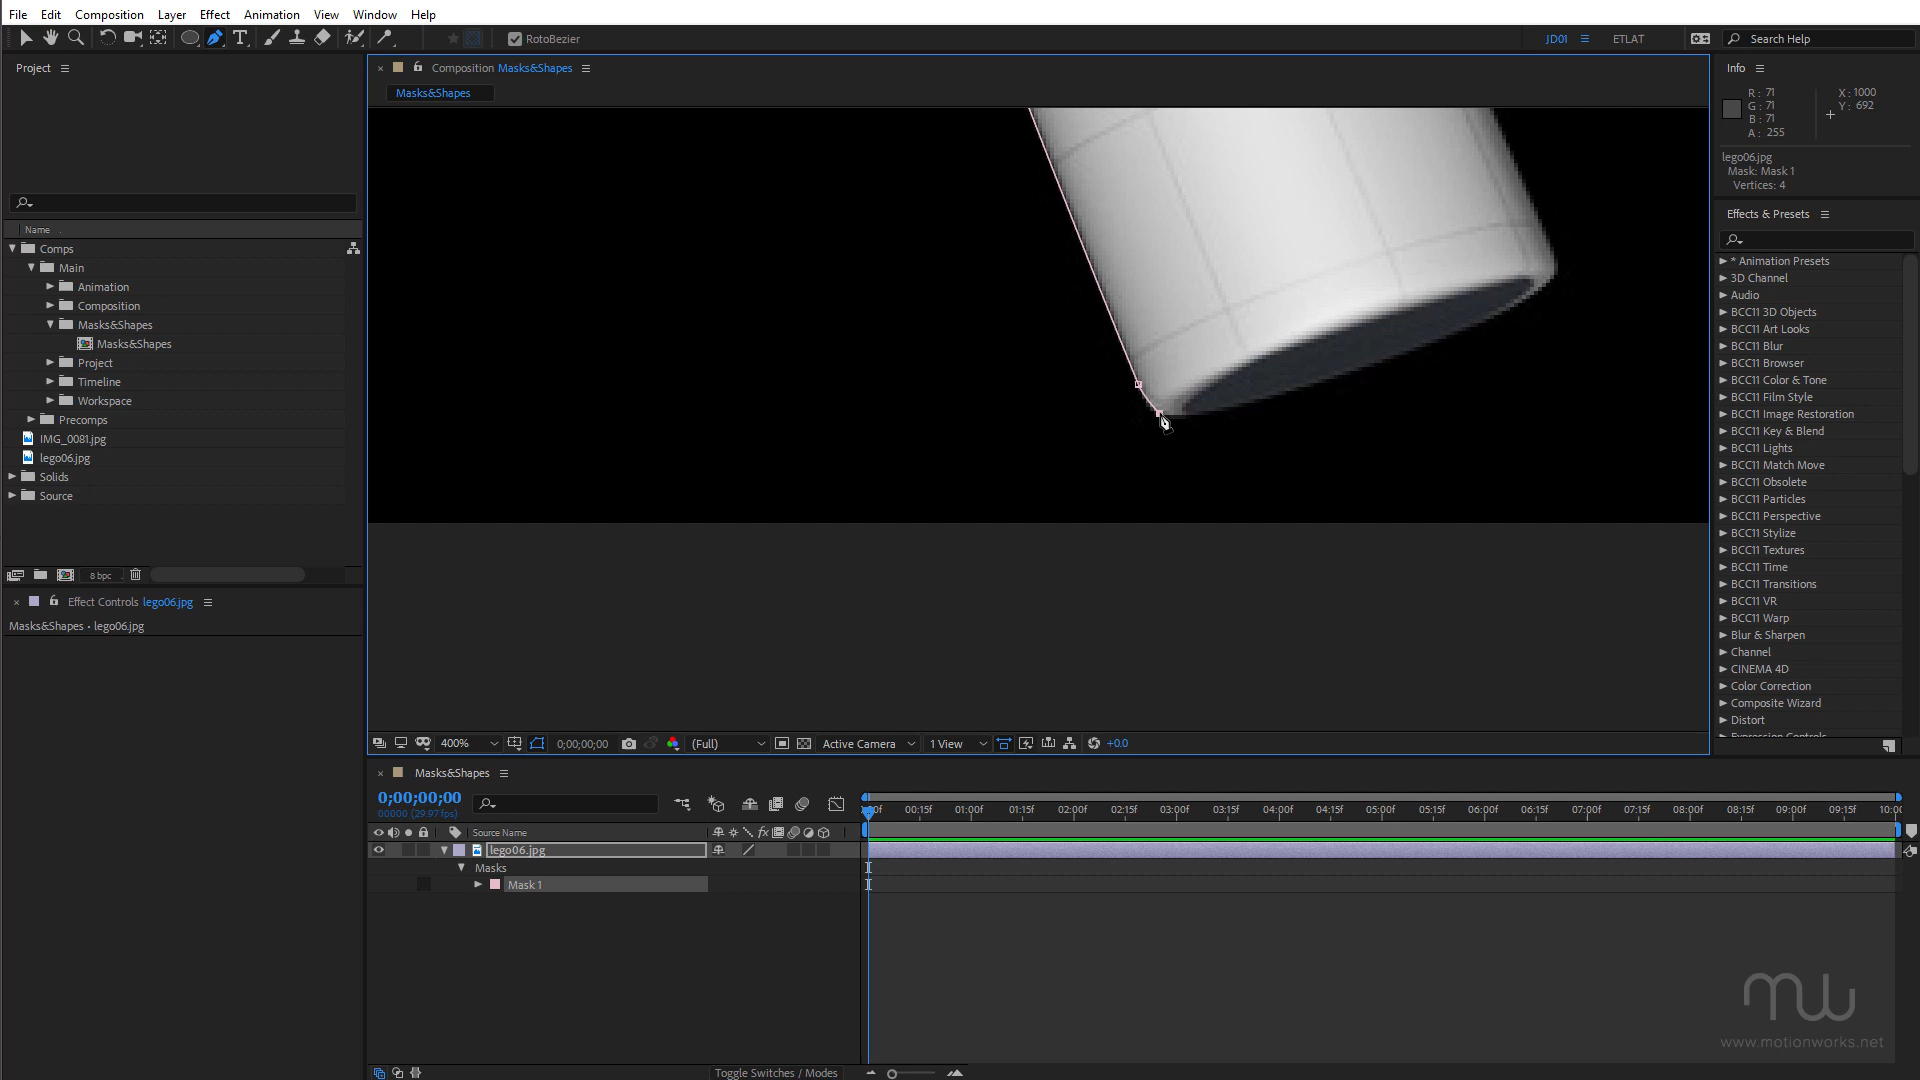 File Edit Composition Layer Effect Animation View Window Help
RotoBezier
JD01 ETLAT
Search Help
Project
Composition Masks&Shapes
Masks&Shapes
Info
R: 71
G: 71
B: 71
A: 255
X: 1000
Y: 692
lego06.jpg
Mask: Mask 1
Vertices: 4
Name
Comps
Main
Animation
Composition
Masks&Shapes
Masks&Shapes
Project
Timeline
Workspace
Precomps
IMG_0081.jpg
lego06.jpg
Solids
Source
8 bpc
Effect Controls lego06.jpg
Masks&Shapes • lego06.jpg
Effects & Presets
* Animation Presets
3D Channel
Audio
BCC11 3D Objects
BCC11 Art Looks
BCC11 Blur
BCC11 Browser
BCC11 Color & Tone
BCC11 Film Style
BCC11 Image Restoration
BCC11 Key & Blend
BCC11 Lights
BCC11 Match Move
BCC11 Obsolete
BCC11 Particles
BCC11 Perspective
BCC11 Stylize
BCC11 Textures
BCC11 Time
BCC11 Transitions
BCC11 VR
BCC11 Warp
Blur & Sharpen
Channel
CINEMA 4D
Color Correction
Composite Wizard
Distort
Expression Controls
400% 0;00;00;00 (Full) Active Camera 1 View +0.0
Masks&Shapes
0;00;00;00
00000 (29.97 fps)
00:15f 01:00f 01:15f 02:00f 02:15f 03:00f 03:15f 04:00f 04:15f 05:00f 05:15f 06:00f 06:15f 07:00f 07:15f 08:00f 08:15f 09:00f 09:15f
Source Name
fx
lego06.jpg
Masks
Mask 1
Toggle Switches / Modes
mw
www.motionworks.net